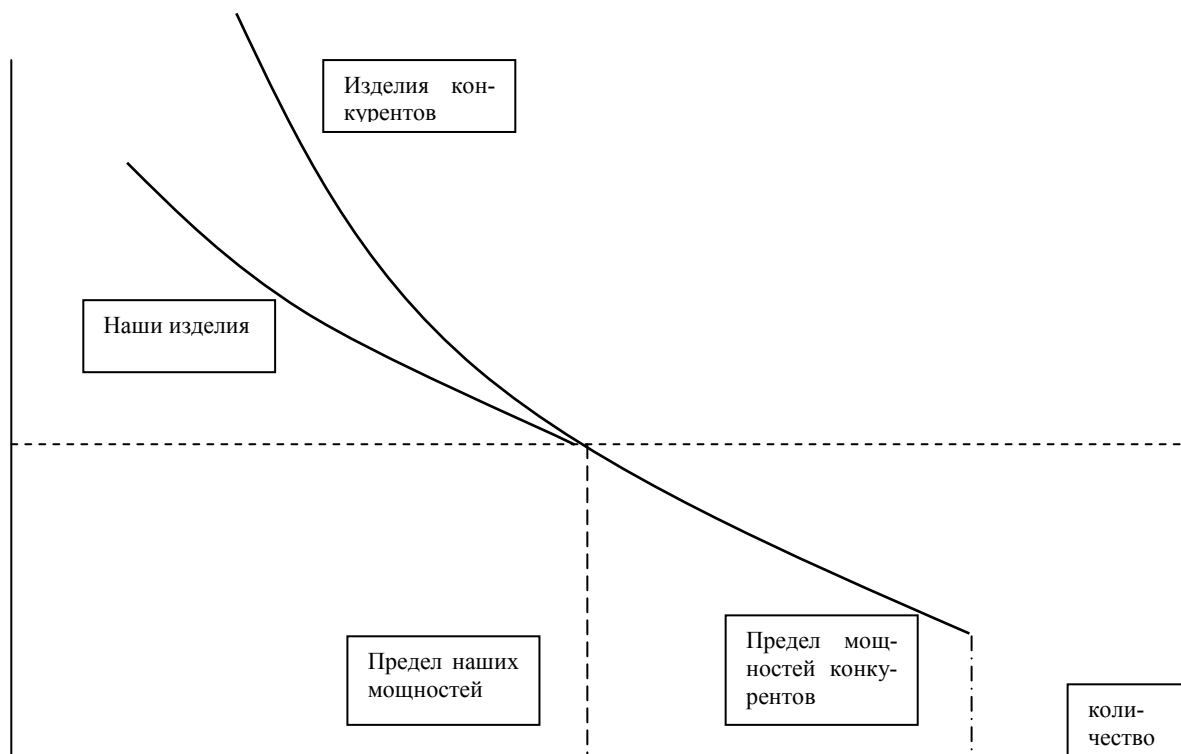 Изделия кон-
курентов
Наши изделия
Предел наших
мощностей
Предел мощ-
ностей конку-
рентов
коли-
чество